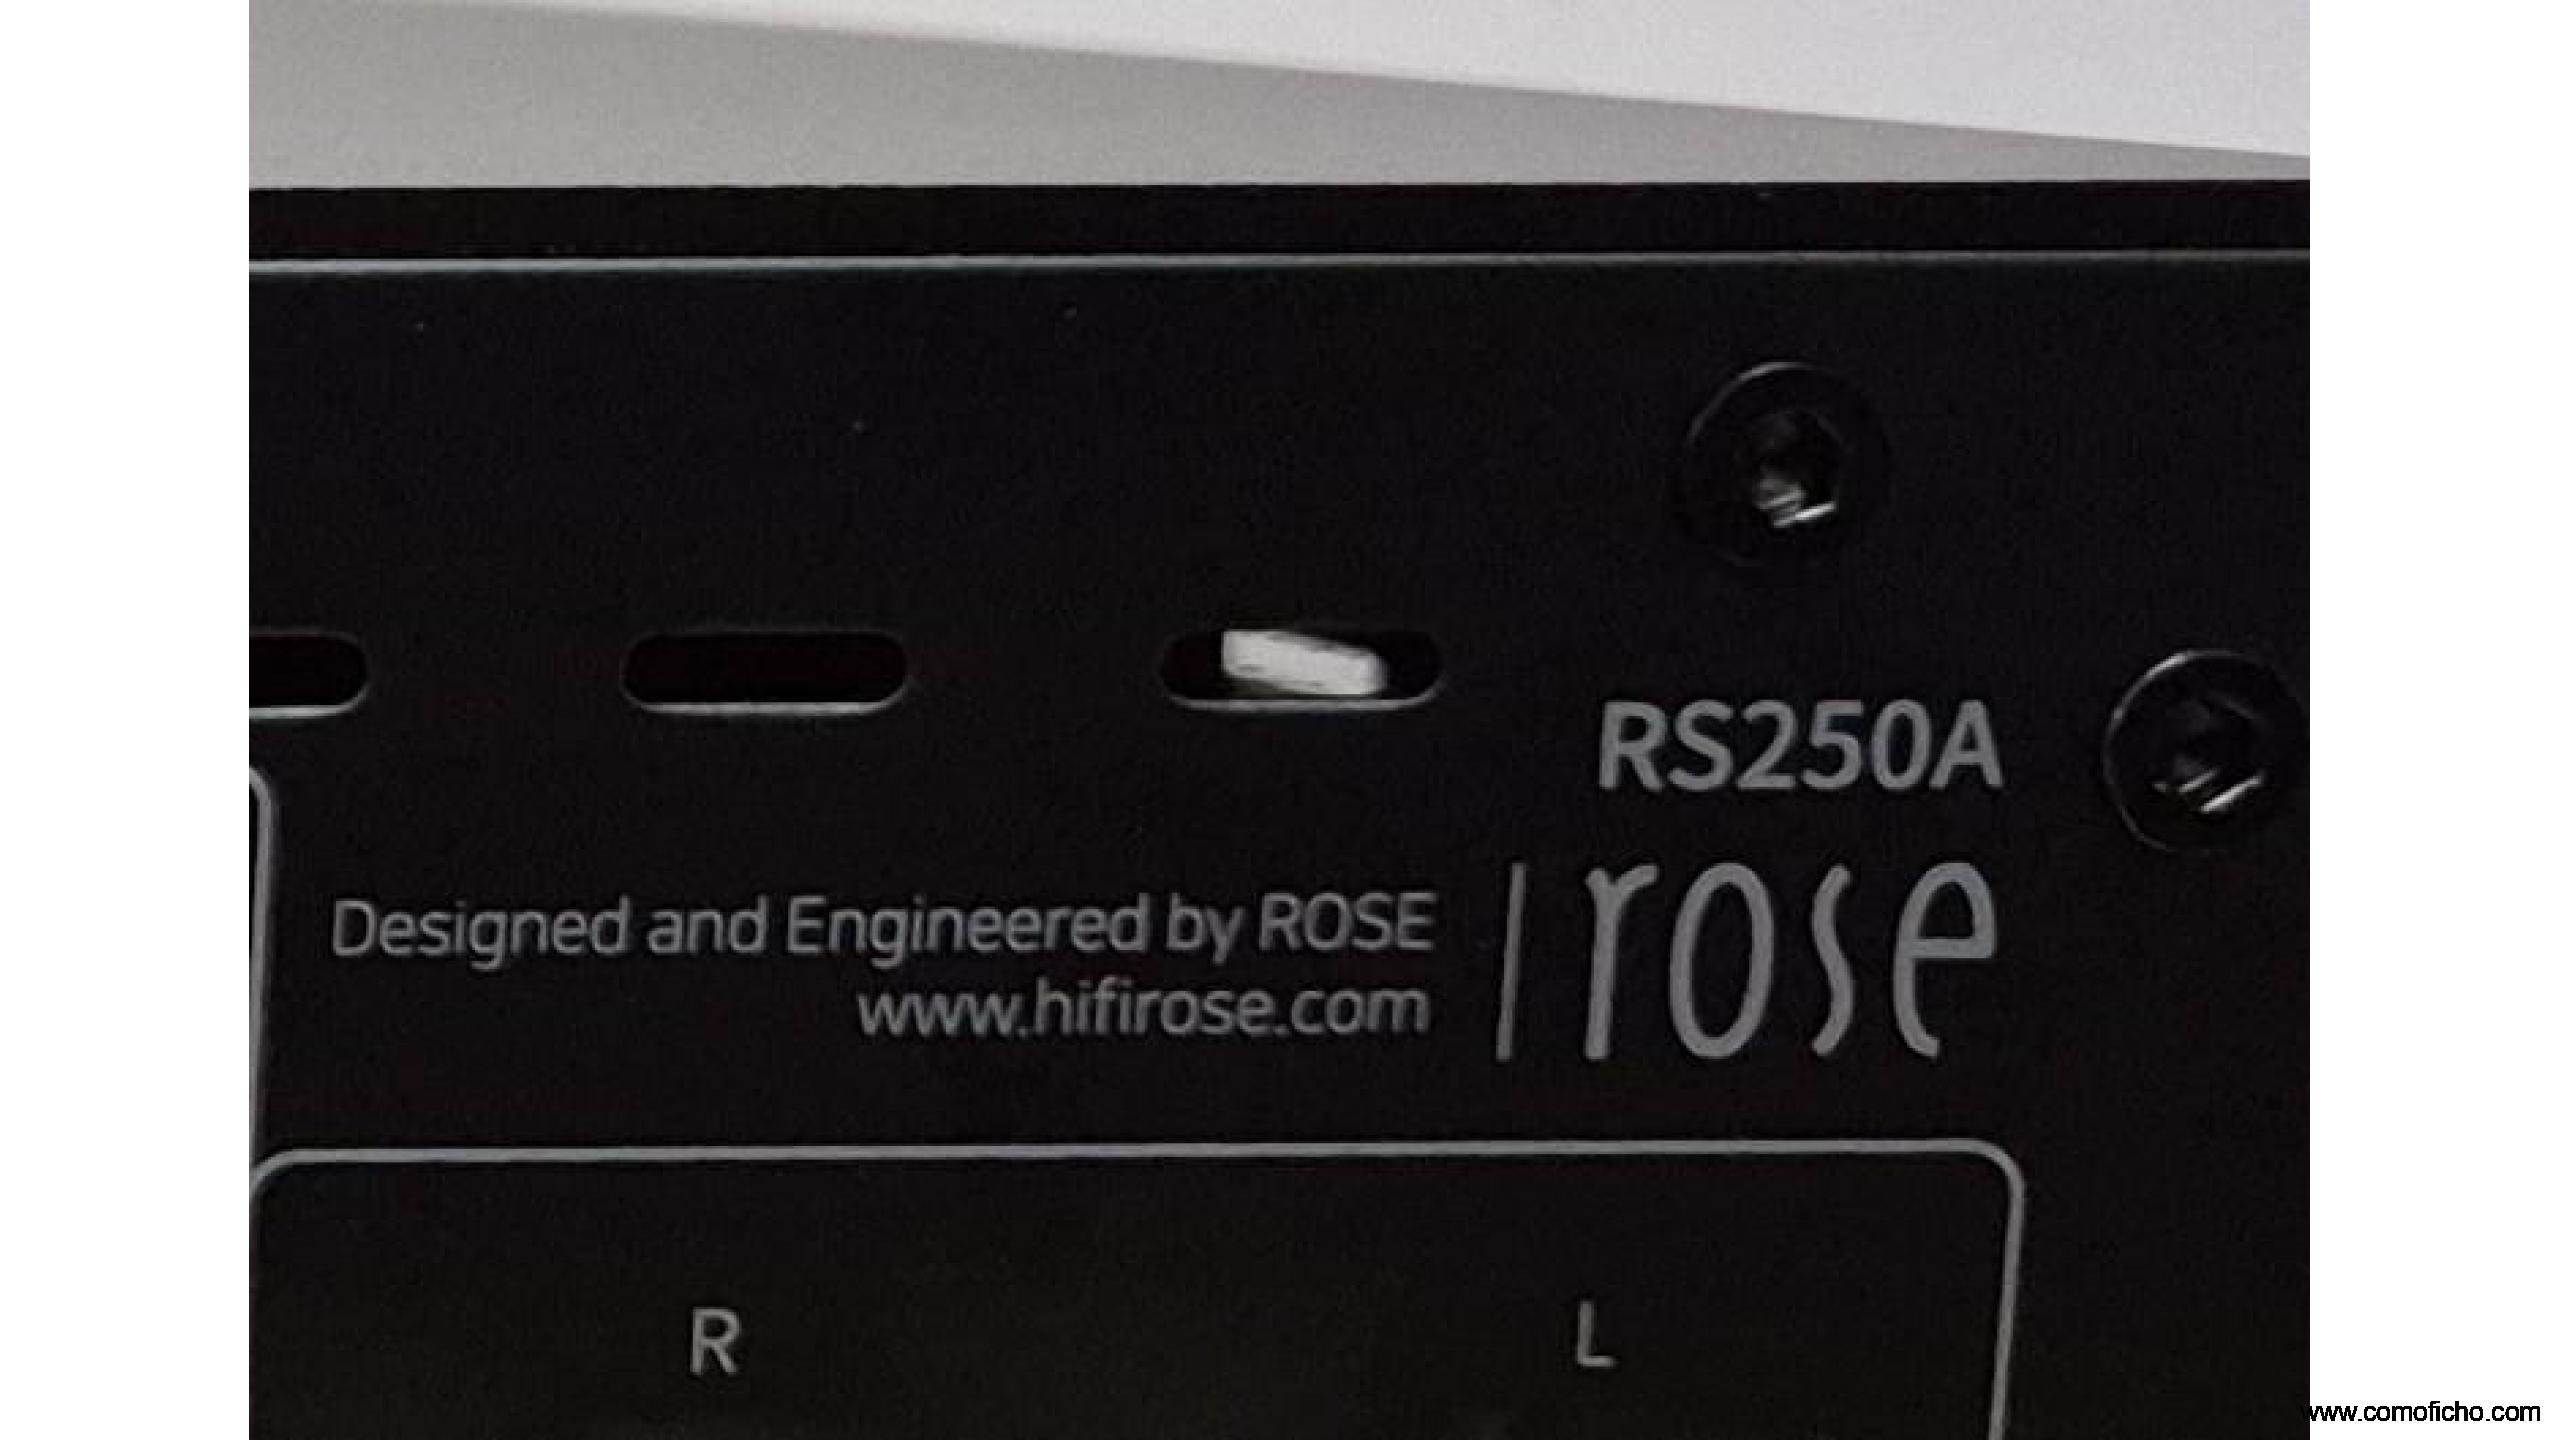 RS250A
Designed and Engineered by ROSE
www.hifirose.com
rose
R L
www.comoficho.com